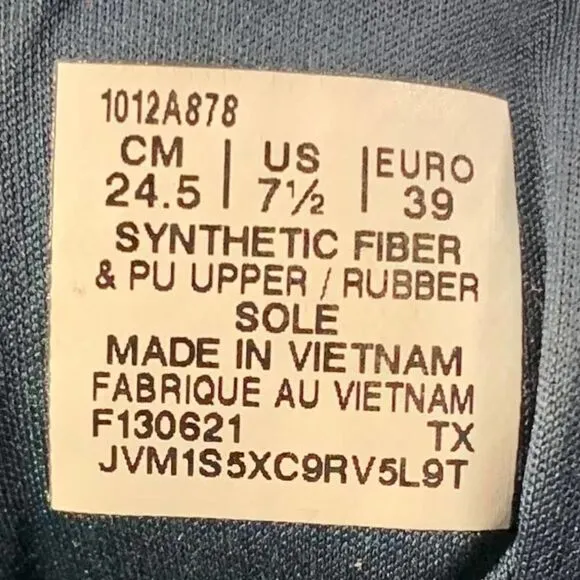 1012A878
CM | US | EURO
24.5 | 7½ | 39
SYNTHETIC FIBER
& PU UPPER / RUBBER
SOLE
MADE IN VIETNAM
FABRIQUE AU VIETNAM
F130621 TX
JVM1S5XC9RV5L9T